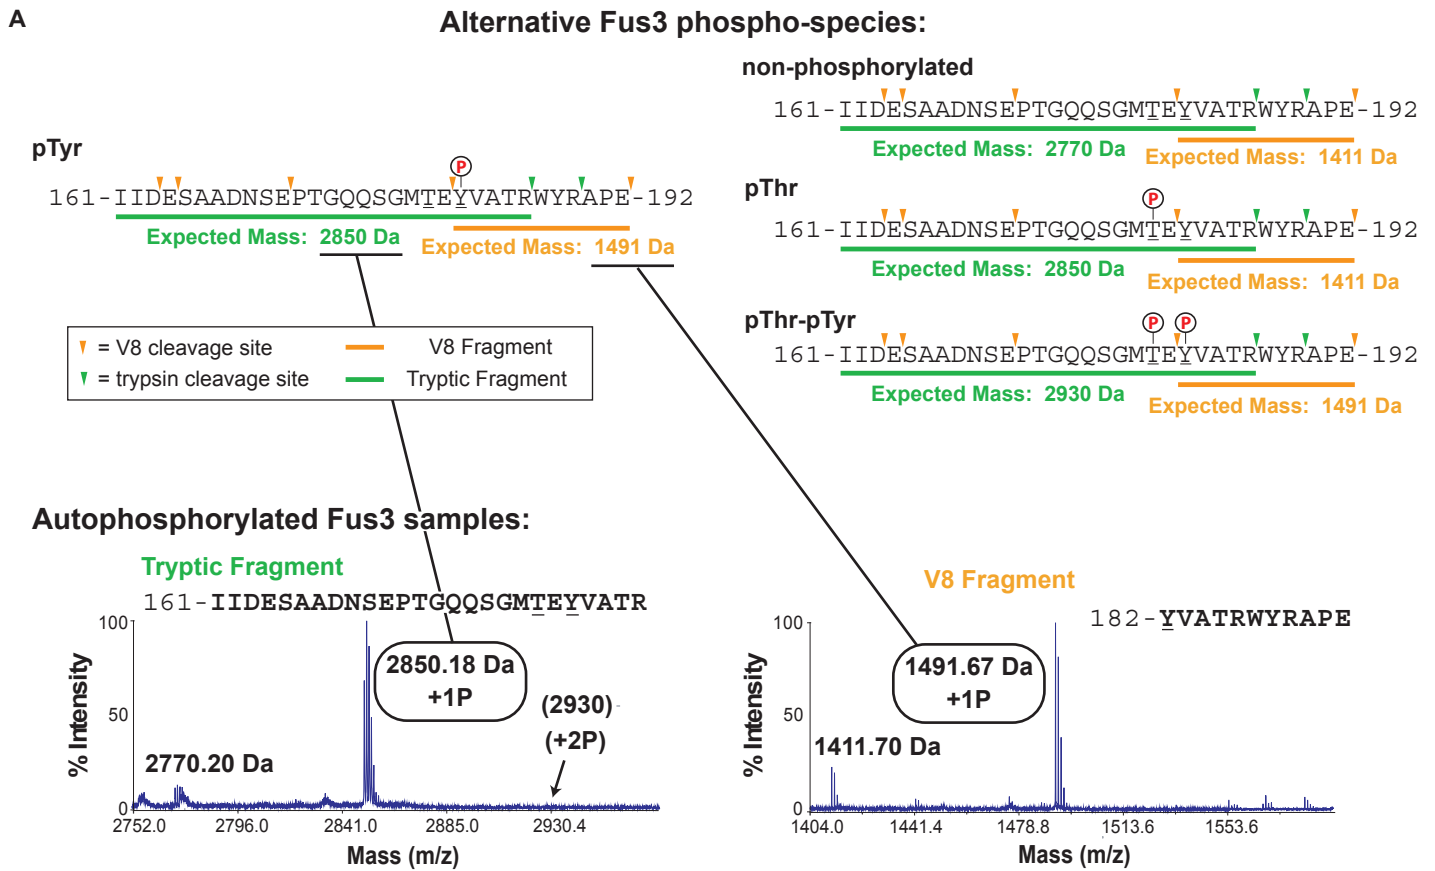 A
Alternative Fus3 phospho-species:
pTyr
P
161-IIDESAADNSEPTGQQSGMTEYVATRWYRAPE-192
Expected Mass: 2850 Da
Expected Mass: 1491 Da
non-phosphorylated
161-IIDESAADNSEPTGQQSGMTEYVATRWYRAPE-192
Expected Mass: 2770 Da
Expected Mass: 1411 Da
pThr
P
161-IIDESAADNSEPTGQQSGMTEYVATRWYRAPE-192
Expected Mass: 2850 Da
Expected Mass: 1411 Da
pThr-pTyr
P P
161-IIDESAADNSEPTGQQSGMTEYVATRWYRAPE-192
Expected Mass: 2930 Da
Expected Mass: 1491 Da
= V8 cleavage site
V8 Fragment
= trypsin cleavage site
Tryptic Fragment
Autophosphorylated Fus3 samples:
Tryptic Fragment
161-IIDESAADNSEPTGQQSGMTEYVATR
% Intensity
100
50
0
2770.20 Da
2850.18 Da
+1P
(2930)
(+2P)
2752.0 2796.0 2841.0 2885.0 2930.4
Mass (m/z)
V8 Fragment
182-YVATRWYRAPE
% Intensity
100
50
0
1411.70 Da
1491.67 Da
+1P
1404.0 1441.4 1478.8 1513.6 1553.6
Mass (m/z)